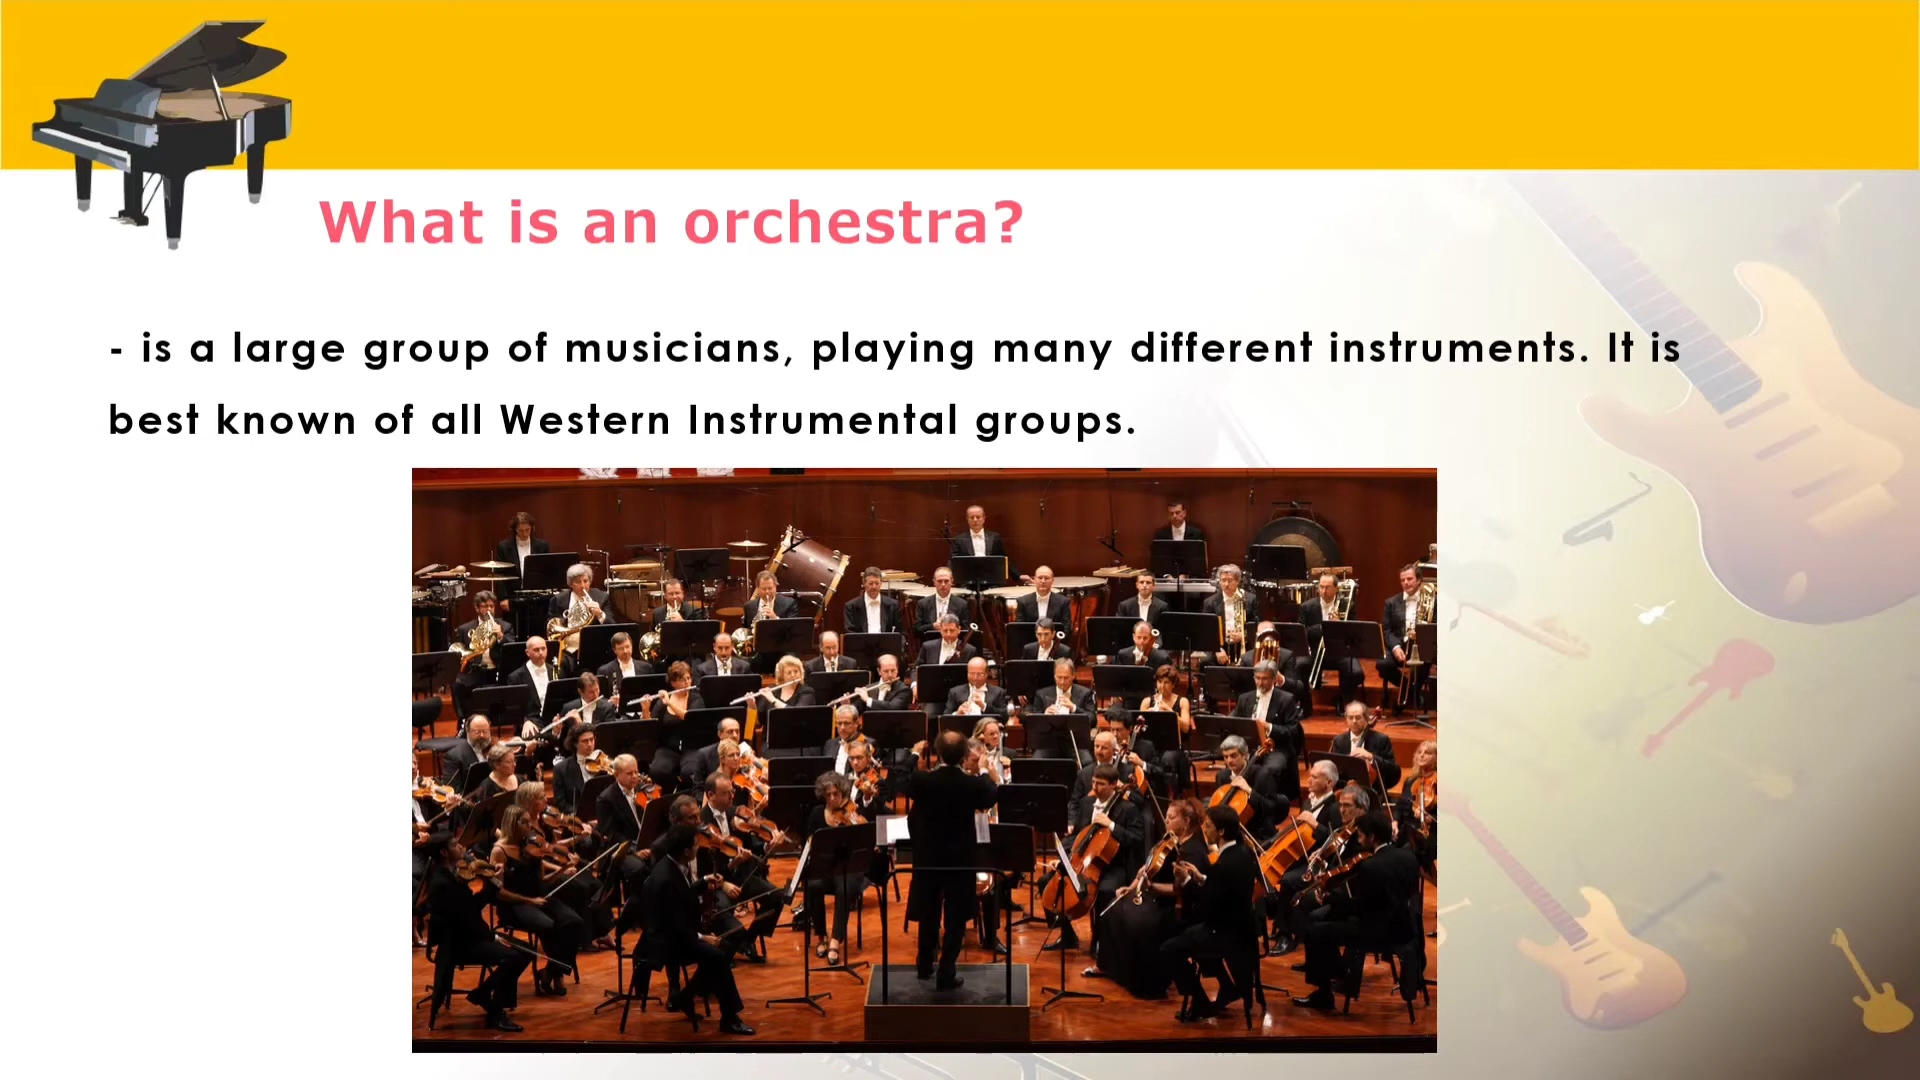 What is an orchestra?
- is a large group of musicians, playing many different instruments. It is
best known of all Western Instrumental groups.